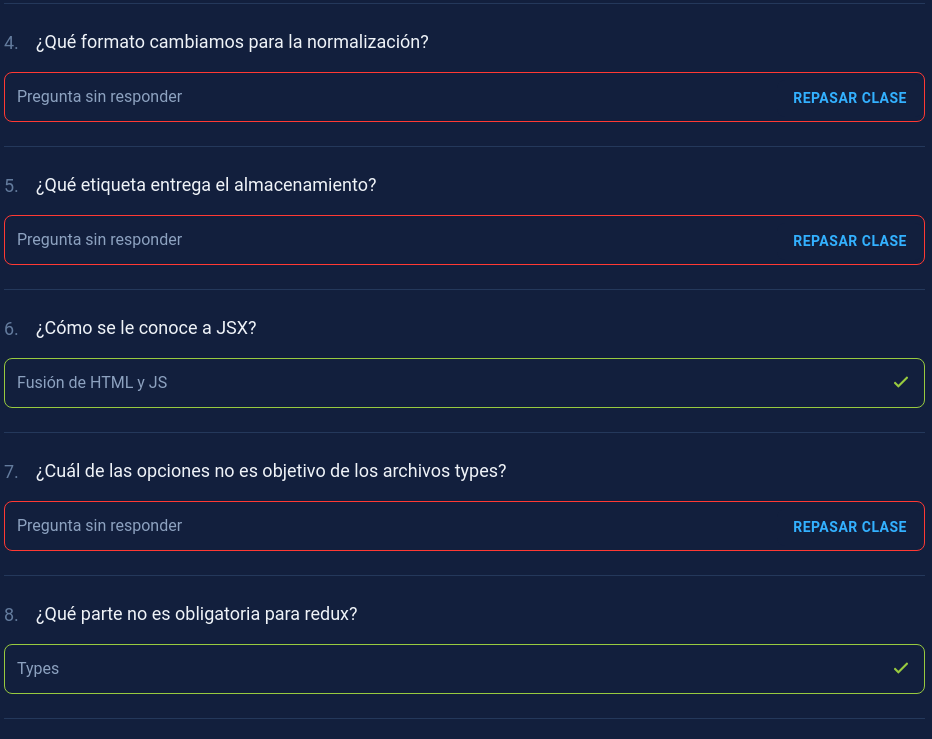 4. ¿Qué formato cambiamos para la normalización?
Pregunta sin responder REPASAR CLASE
5. ¿Qué etiqueta entrega el almacenamiento?
Pregunta sin responder REPASAR CLASE
6. ¿Cómo se le conoce a JSX?
Fusión de HTML y JS
7. ¿Cuál de las opciones no es objetivo de los archivos types?
Pregunta sin responder REPASAR CLASE
8. ¿Qué parte no es obligatoria para redux?
Types